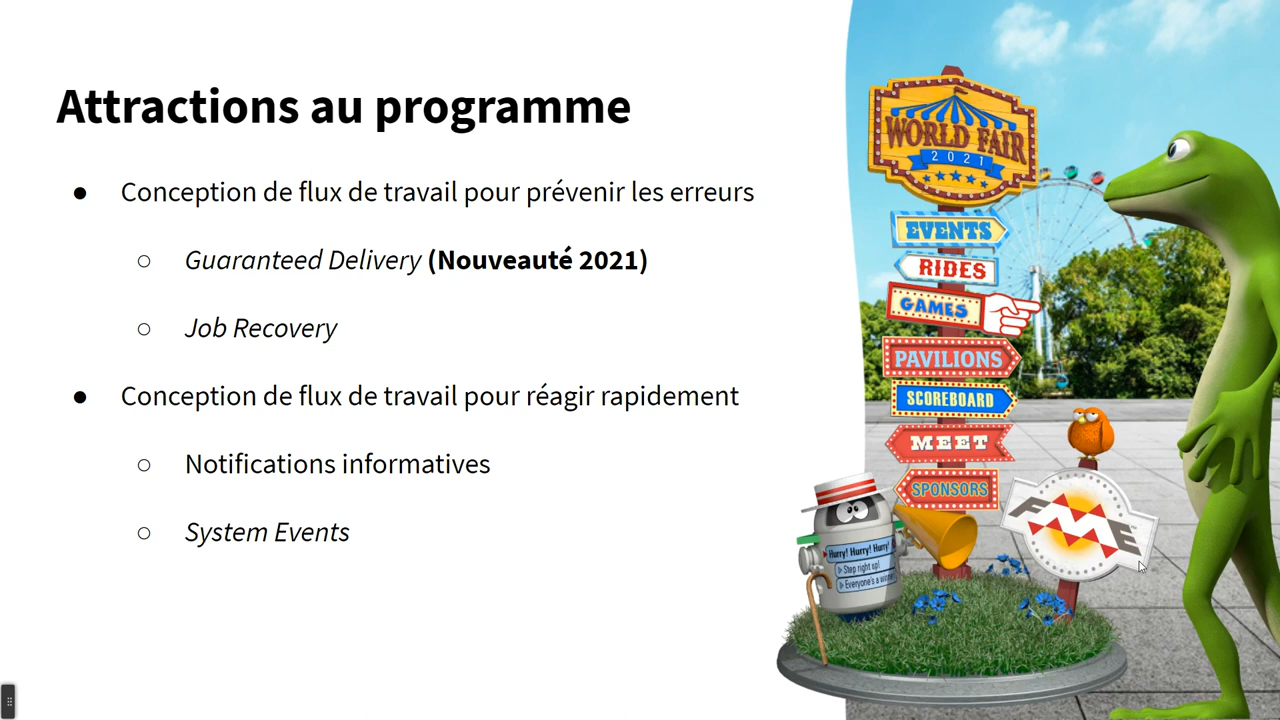 Attractions au programme
● Conception de flux de travail pour prévenir les erreurs
○ Guaranteed Delivery (Nouveauté 2021)
○ Job Recovery
● Conception de flux de travail pour réagir rapidement
○ Notifications informatives
○ System Events
WORLD FAIR
2021
EVENTS
RIDES
GAMES
PAVILIONS
SCOREBOARD
MEET
SPONSORS
Hurry! Hurry! Hurry!
Step right up!
Everyone's a
FME